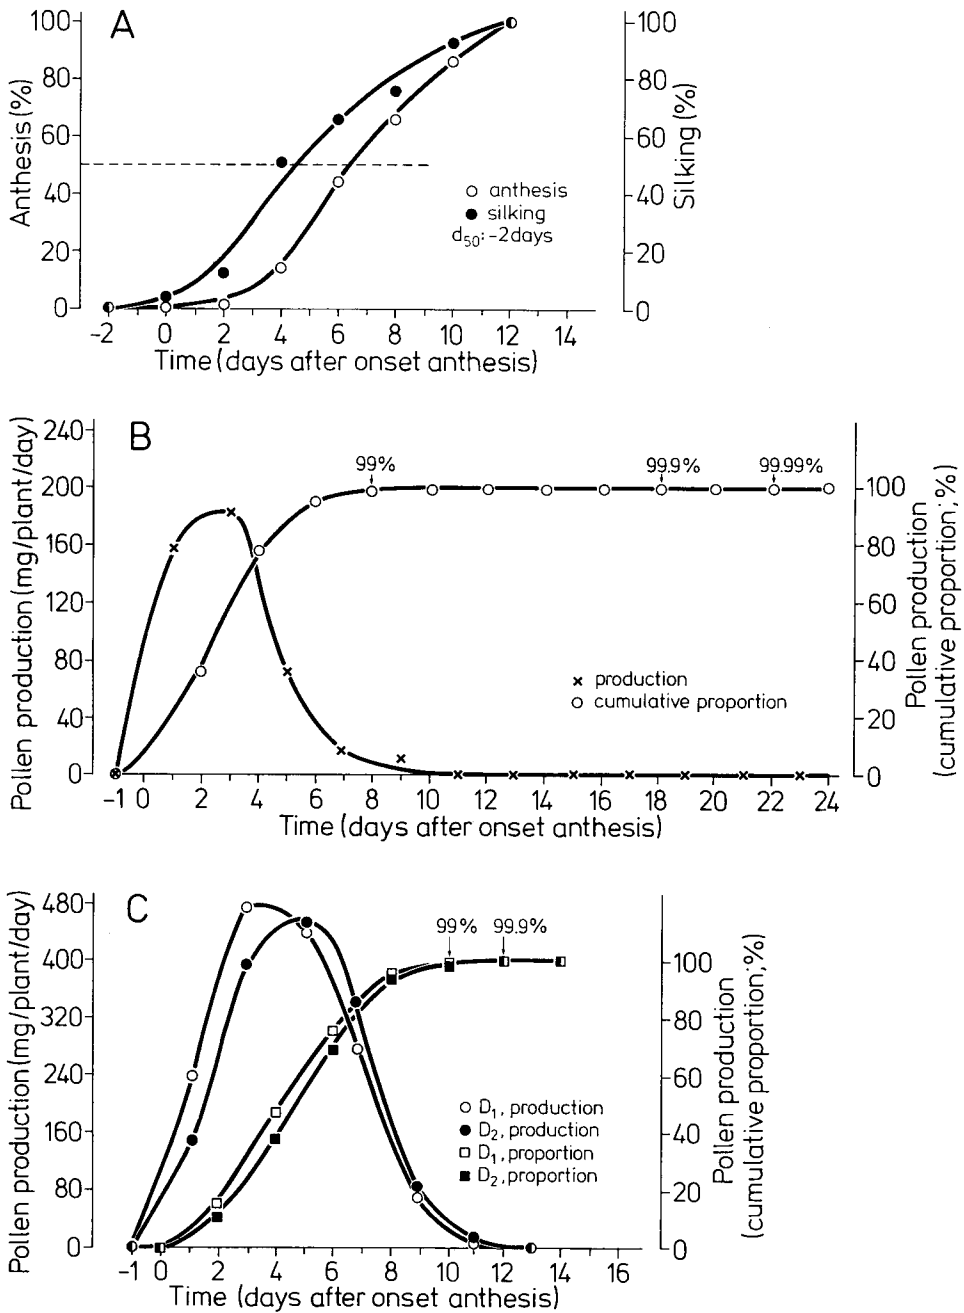 A
Anthesis (%)
100
80
60
40
20
0
Silking (%)
100
80
60
40
20
0
anthesis
silking
d50: -2days
-2 0 2 4 6 8 10 12 14
Time (days after onset anthesis)
B
Pollen production (mg/plant/day)
240
200
160
120
80
40
0
99%
99.9%
99.99%
100
80
60
40
20
0
Pollen production
(cumulative proportion;%)
production
cumulative proportion
-1 0 2 4 6 8 10 11 12 14 16 18 20 22 24
Time (days after onset anthesis)
C
Pollen production (mg/plant/day)
480
400
320
240
160
80
0
99%
99.9%
100
80
60
40
20
0
Pollen production
(cumulative proportion;%)
D1, production
D2, production
D1, proportion
D2, proportion
-1 0 2 4 6 8 10 12 14 16
Time (days after onset anthesis)